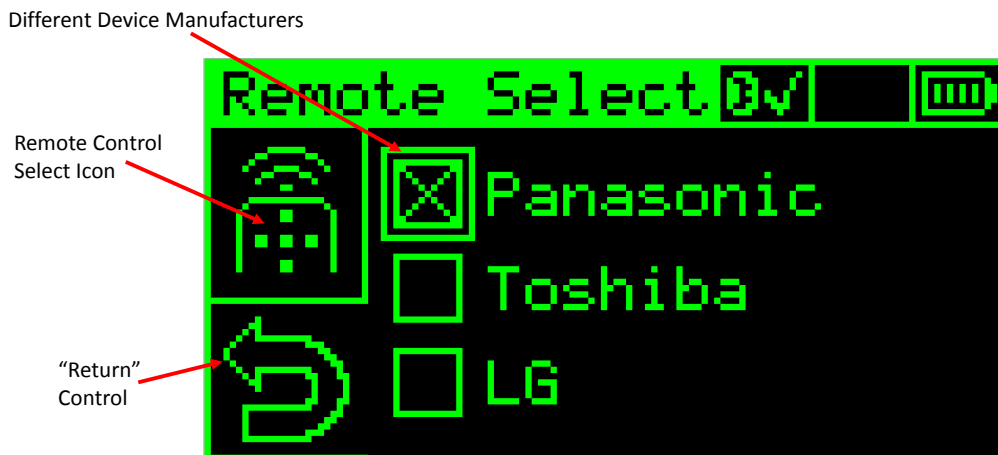 Different Device Manufacturers
Remote Select
Remote Control
Select Icon
Panasonic
Toshiba
“Return”
Control
LG